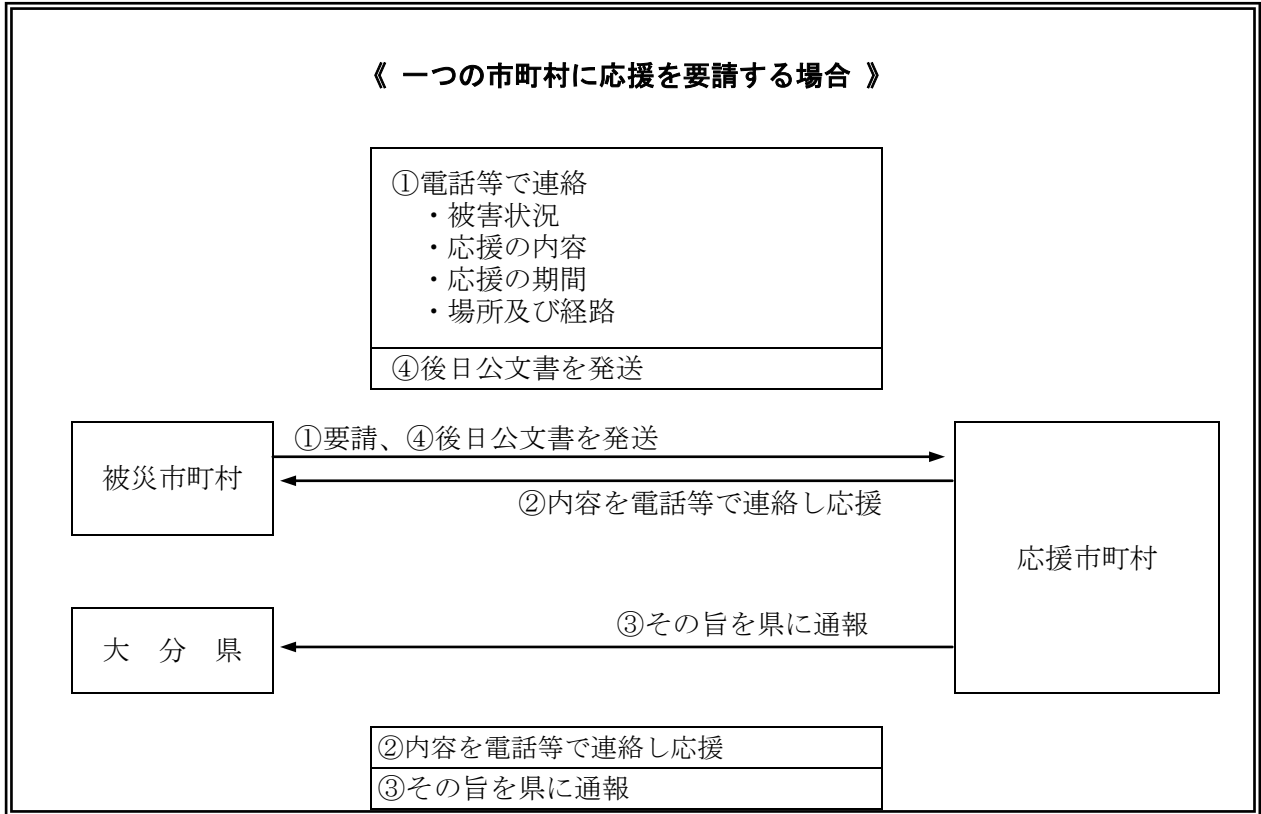 《 一つの市町村に応援を要請する場合 》
①電話等で連絡
・被害状況
・応援の内容
・応援の期間
・場所及び経路
④後日公文書を発送
①要請、④後日公文書を発送
被災市町村
②内容を電話等で連絡し応援
応援市町村
③その旨を県に通報
大 分 県
②内容を電話等で連絡し応援
③その旨を県に通報